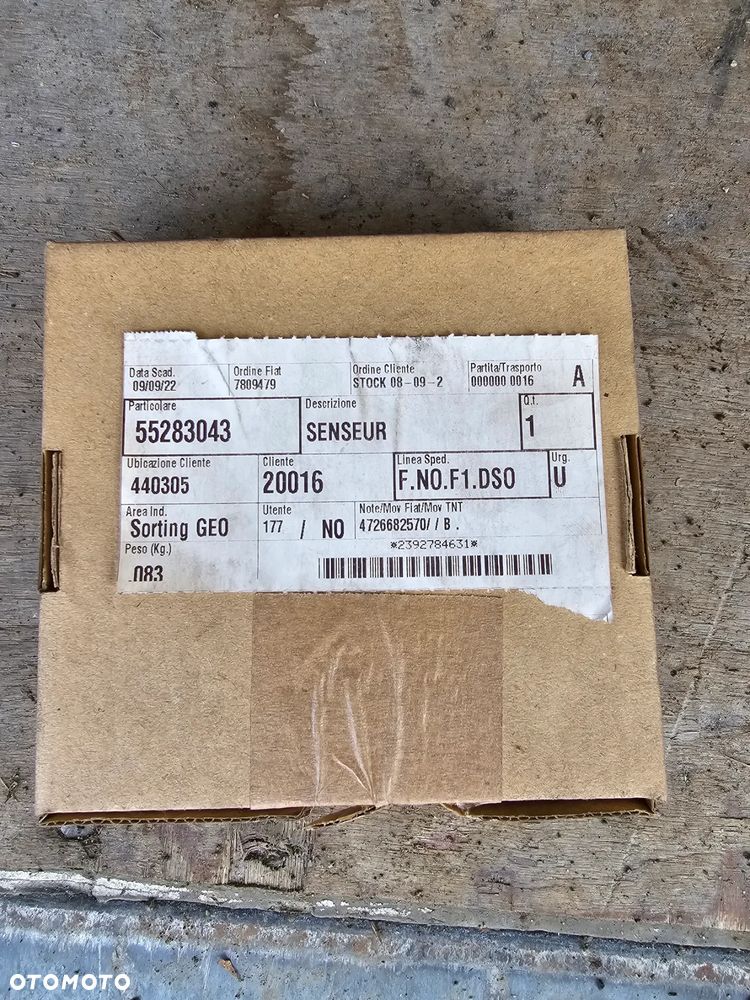 Data Scad. Ordine Fiat Ordine Cliente Partita/Trasporto
09/09/22 7809479 STOCK 08-09-2 000000 0016 A
Particolare Descrizione Q.t.
55283043 SENSEUR 1
Ubicazione Cliente Cliente Linea Sped. Urg.
440305 20016 F.NO.F1.DSO U
Area Ind. Utente Note/Mov Fiat/Mov TNT
Sorting GEO 177 / NO 4726682570/ / B .
Peso (Kg.) *2392784631*
.083
OTOMOTO